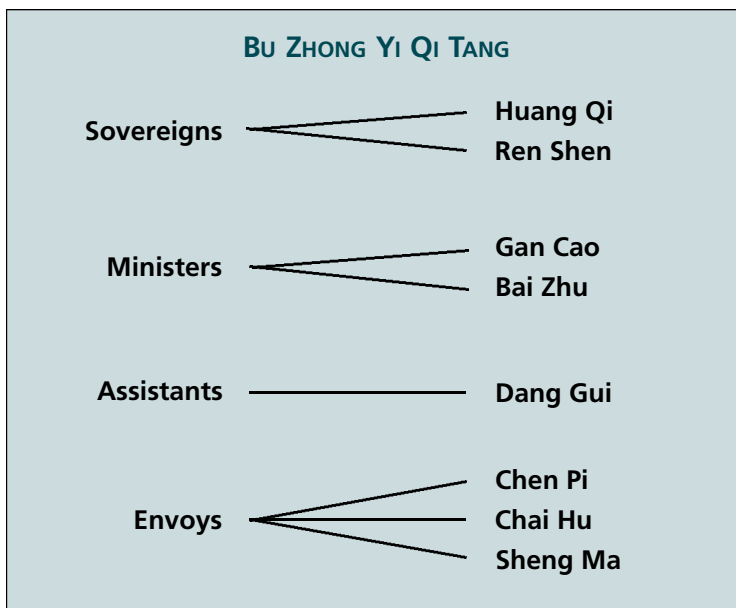 BU ZHONG YI QI TANG
Sovereigns
Huang Qi
Ren Shen
Ministers
Gan Cao
Bai Zhu
Assistants
Dang Gui
Envoys
Chen Pi
Chai Hu
Sheng Ma